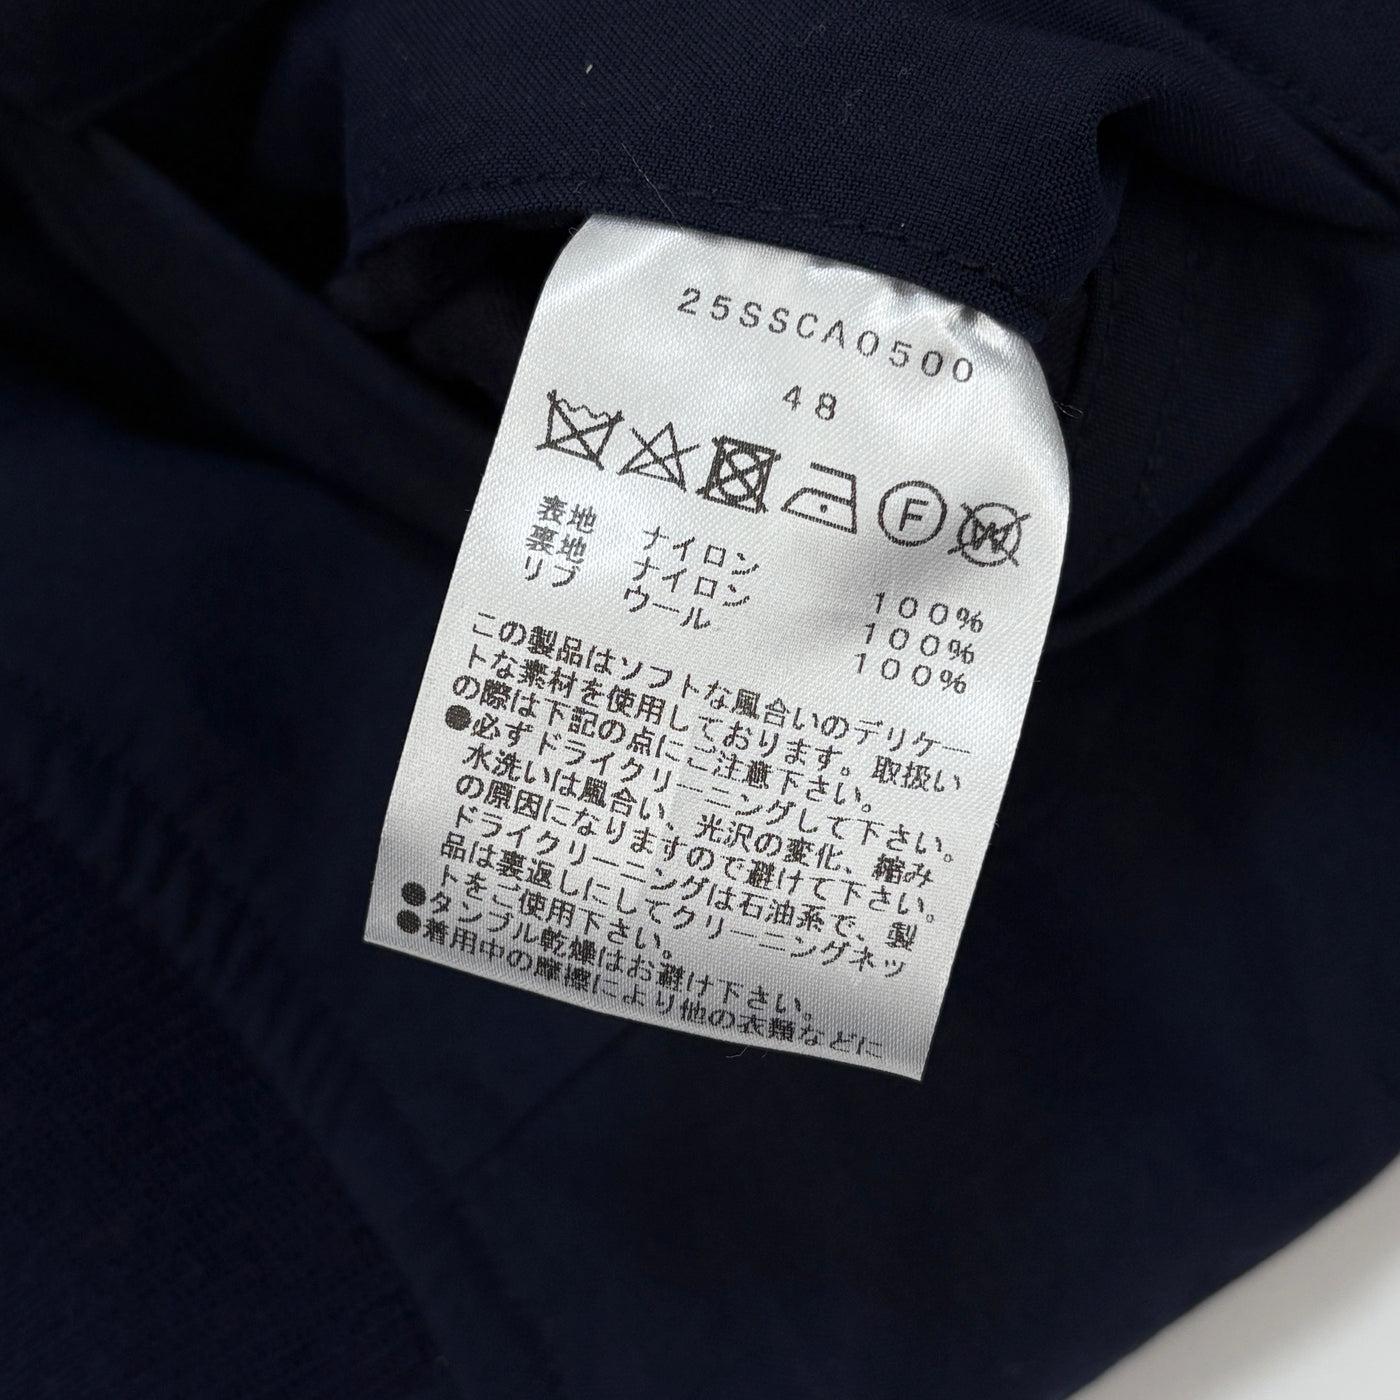 25SSCA0500
48
F
W
表地 ナイロン 100%
裏地 ナイロン 100%
リブ ウール 100%
この製品はソフトな風合いのデリケー
トな素材を使用しております。取扱い
の際は下記の点にご注意下さい。
●必ずドライクリーニングして下さい。
水洗いは風合い、光沢の変化、縮み
の原因になりますので避けて下さい。
ドライクリーニングは石油系で、製
品は裏返しにしてクリーニングネッ
トをご使用下さい。
●タンブル乾燥はお避け下さい。
●着用中の摩擦により他の衣類などに